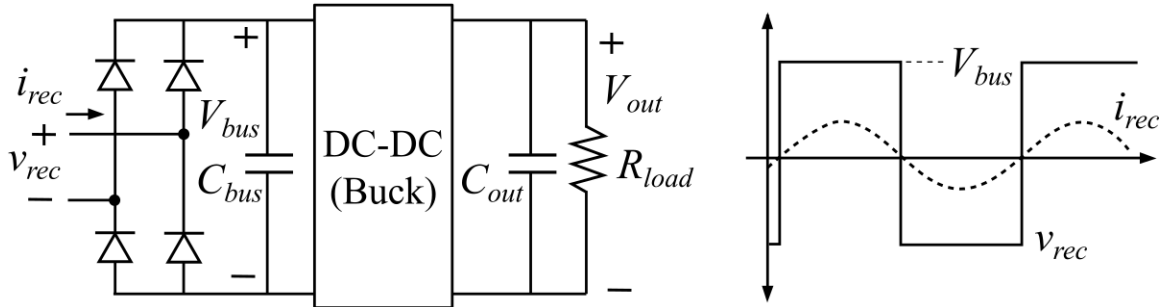 i_rec
+
v_rec
−
+
V_bus
C_bus
−
DC-DC
(Buck)
C_out
+
V_out
R_load
−
V_bus
i_rec
v_rec